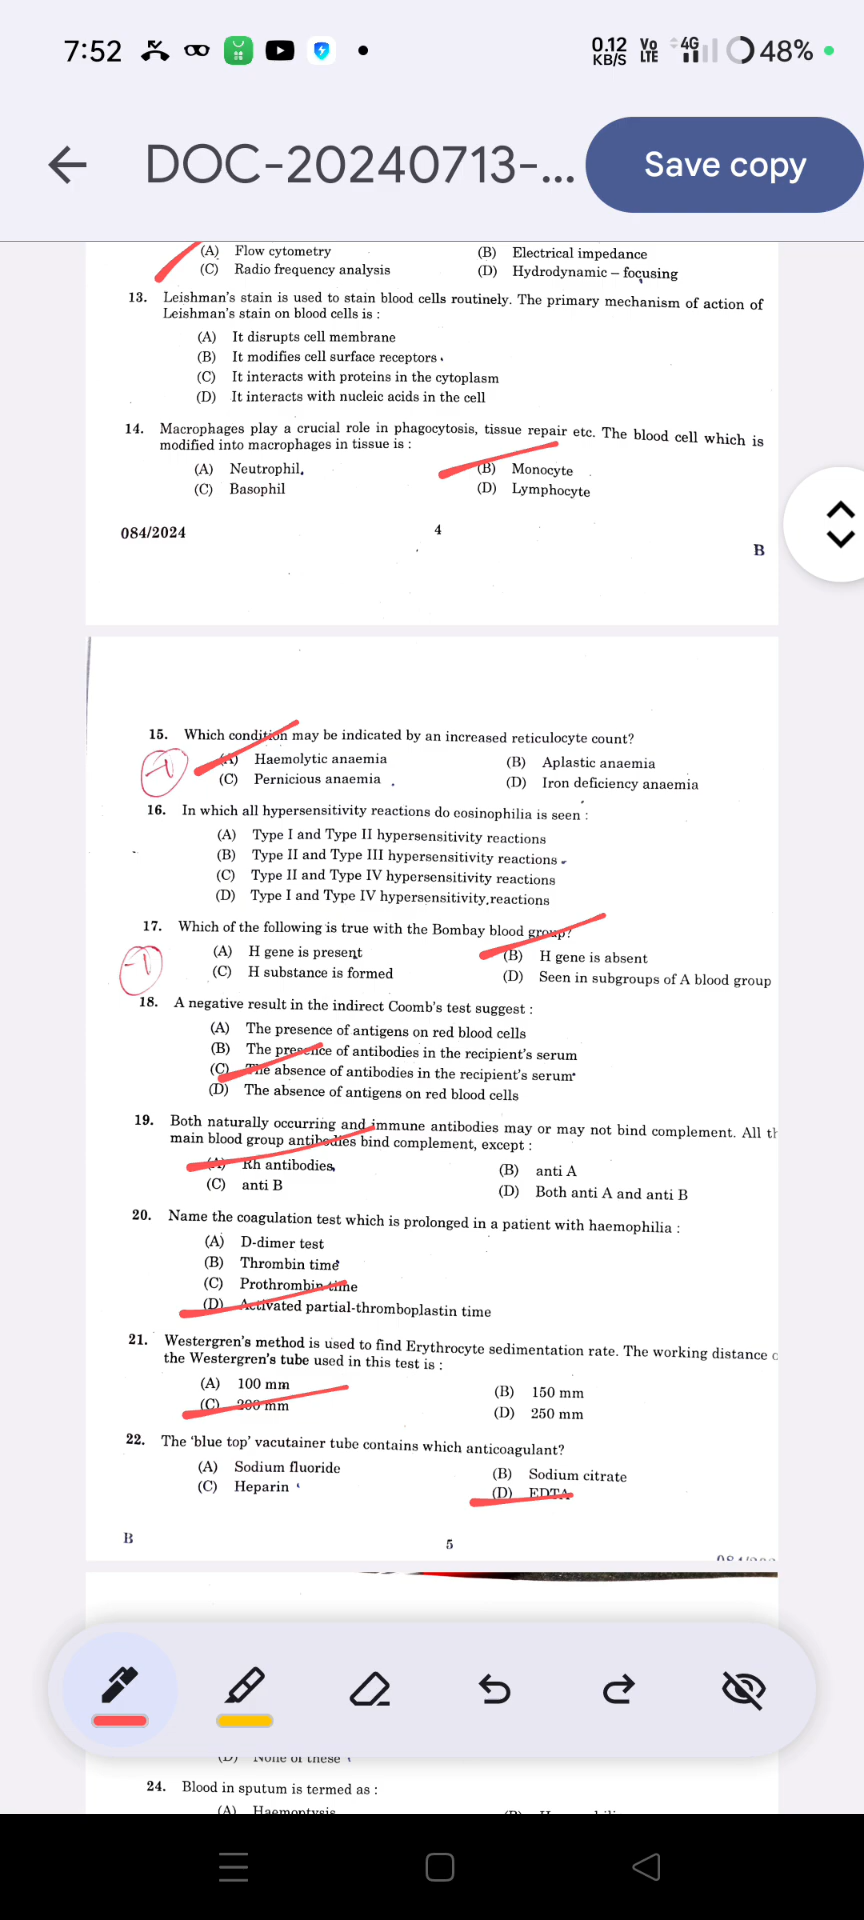 7:52
0.12 KB/S Vo LTE 4G 48%
DOC-20240713-...
Save copy
(A) Flow cytometry (B) Electrical impedance
(C) Radio frequency analysis (D) Hydrodynamic – focusing
13. Leishman's stain is used to stain blood cells routinely. The primary mechanism of action of
Leishman's stain on blood cells is :
(A) It disrupts cell membrane
(B) It modifies cell surface receptors
(C) It interacts with proteins in the cytoplasm
(D) It interacts with nucleic acids in the cell
14. Macrophages play a crucial role in phagocytosis, tissue repair etc. The blood cell which is
modified into macrophages in tissue is :
(A) Neutrophil (B) Monocyte
(C) Basophil (D) Lymphocyte
084/2024 4
B
15. Which condition may be indicated by an increased reticulocyte count?
(A) Haemolytic anaemia (B) Aplastic anaemia
-1
(C) Pernicious anaemia (D) Iron deficiency anaemia
16. In which all hypersensitivity reactions do eosinophilia is seen :
(A) Type I and Type II hypersensitivity reactions
(B) Type II and Type III hypersensitivity reactions
(C) Type II and Type IV hypersensitivity reactions
(D) Type I and Type IV hypersensitivity reactions
17. Which of the following is true with the Bombay blood group?
(A) H gene is present (B) H gene is absent
-1
(C) H substance is formed (D) Seen in subgroups of A blood group
18. A negative result in the indirect Coomb's test suggest :
(A) The presence of antigens on red blood cells
(B) The presence of antibodies in the recipient's serum
(C) The absence of antibodies in the recipient's serum
(D) The absence of antigens on red blood cells
19. Both naturally occurring and immune antibodies may or may not bind complement. All
main blood group antibodies bind complement, except :
(A) Rh antibodies (B) anti A
(C) anti B (D) Both anti A and anti B
20. Name the coagulation test which is prolonged in a patient with haemophilia :
(A) D-dimer test
(B) Thrombin time
(C) Prothrombin time
(D) Activated partial-thromboplastin time
21. Westergren's method is used to find Erythrocyte sedimentation rate. The working distance
the Westergren's tube used in this test is :
(A) 100 mm (B) 150 mm
(C) 200 mm (D) 250 mm
22. The 'blue top' vacutainer tube contains which anticoagulant?
(A) Sodium fluoride (B) Sodium citrate
(C) Heparin (D) EDTA
B 5
(D) None of these
24. Blood in sputum is termed as :
(A) Haemoptysis